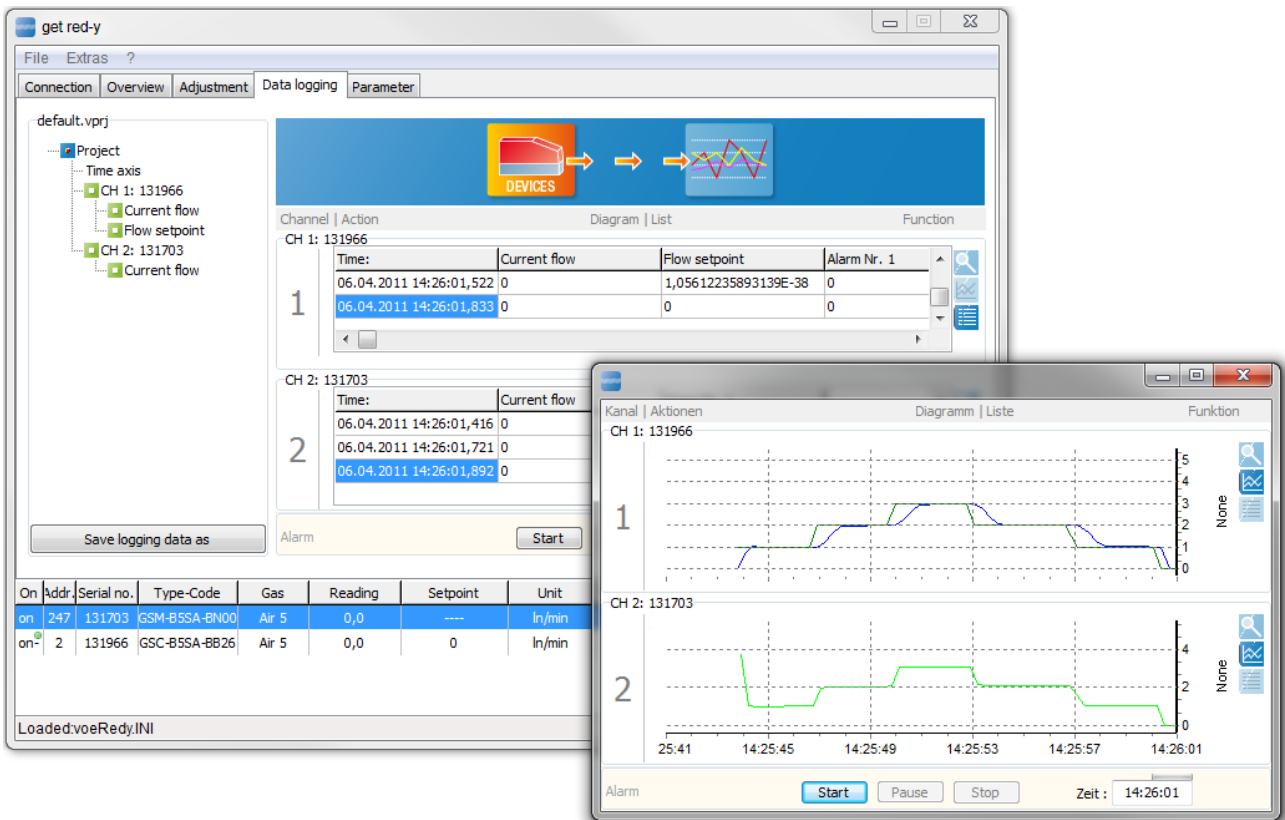 get red-y
File Extras ?
Connection Overview Adjustment Data logging Parameter
default.vprj
Project
Time axis
CH 1: 131966
Current flow
Flow setpoint
CH 2: 131703
Current flow
Save logging data as
DEVICES
Channel | Action Diagram | List Function
CH 1: 131966
1
Time: Current flow Flow setpoint Alarm Nr. 1
06.04.2011 14:26:01,522 0 1,05612235893139E-38 0
06.04.2011 14:26:01,833 0 0 0
CH 2: 131703
2
Time: Current flow
06.04.2011 14:26:01,416 0
06.04.2011 14:26:01,721 0
06.04.2011 14:26:01,892 0
Alarm Start
On Addr. Serial no. Type-Code Gas Reading Setpoint Unit
on 247 131703 GSM-B5SA-BN00 Air 5 0,0 ---- ln/min
on- 2 131966 GSC-B5SA-BB26 Air 5 0,0 0 ln/min
Loaded:voeRedy.INI
Kanal | Aktionen Diagramm | Liste Funktion
CH 1: 131966
1
5
4
3
2
1
0
None
CH 2: 131703
2
4
2
0
None
25:41 14:25:45 14:25:49 14:25:53 14:25:57 14:26:01
Alarm Start Pause Stop Zeit : 14:26:01